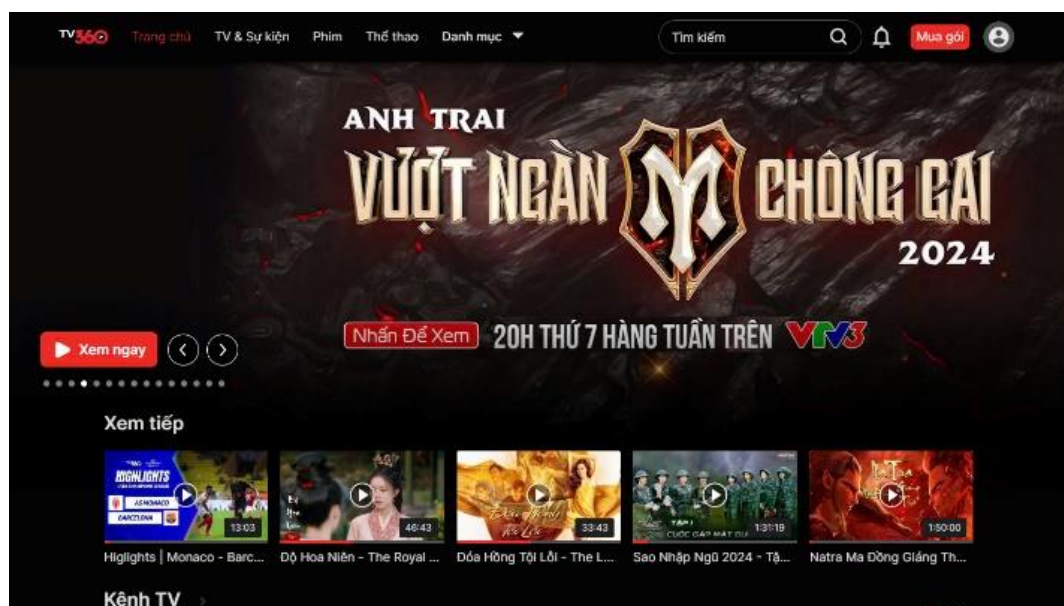 TV360 Trang chủ TV & Sự kiện Phim Thể thao Danh mục Tìm kiếm Mua gói
ANH TRAI
VƯỢT NGÀN M CHÔNG GAI
2024
Nhấn Để Xem 20H THỨ 7 HÀNG TUẦN TRÊN VTV3
Xem ngay
Xem tiếp
HIGHLIGHTS
AS MONACO
BARCELONA
13:03
46:43
33:43
TẬP 1
1:31:19
1:50:00
Higlights | Monaco - Barc... Độ Hoa Niên - The Royal ... Đóa Hồng Tội Lỗi - The L... Sao Nhập Ngũ 2024 - Tậ... Natra Ma Đồng Giáng Th...
Kênh TV